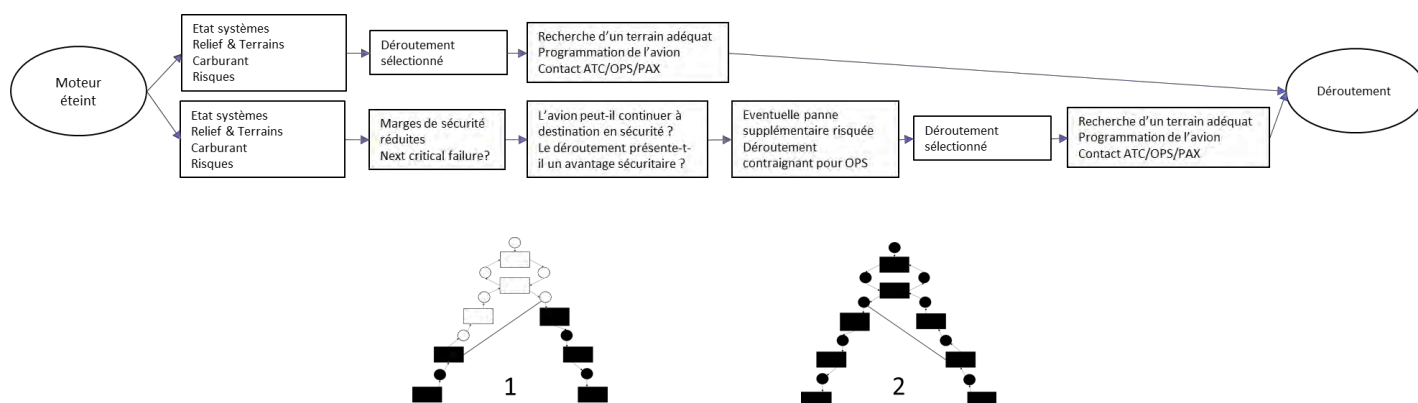 Moteur
éteint
Etat systèmes
Relief & Terrains
Carburant
Risques
Déroutement
sélectionné
Recherche d'un terrain adéquat
Programmation de l'avion
Contact ATC/OPS/PAX
Déroutement
Etat systèmes
Relief & Terrains
Carburant
Risques
Marges de sécurité
réduites
Next critical failure?
L'avion peut-il continuer à
destination en sécurité ?
Le déroutement présente-t-
il un avantage sécuritaire ?
Eventuelle panne
supplémentaire risquée
Déroutement
contraignant pour OPS
Déroutement
sélectionné
Recherche d'un terrain adéquat
Programmation de l'avion
Contact ATC/OPS/PAX
1
2